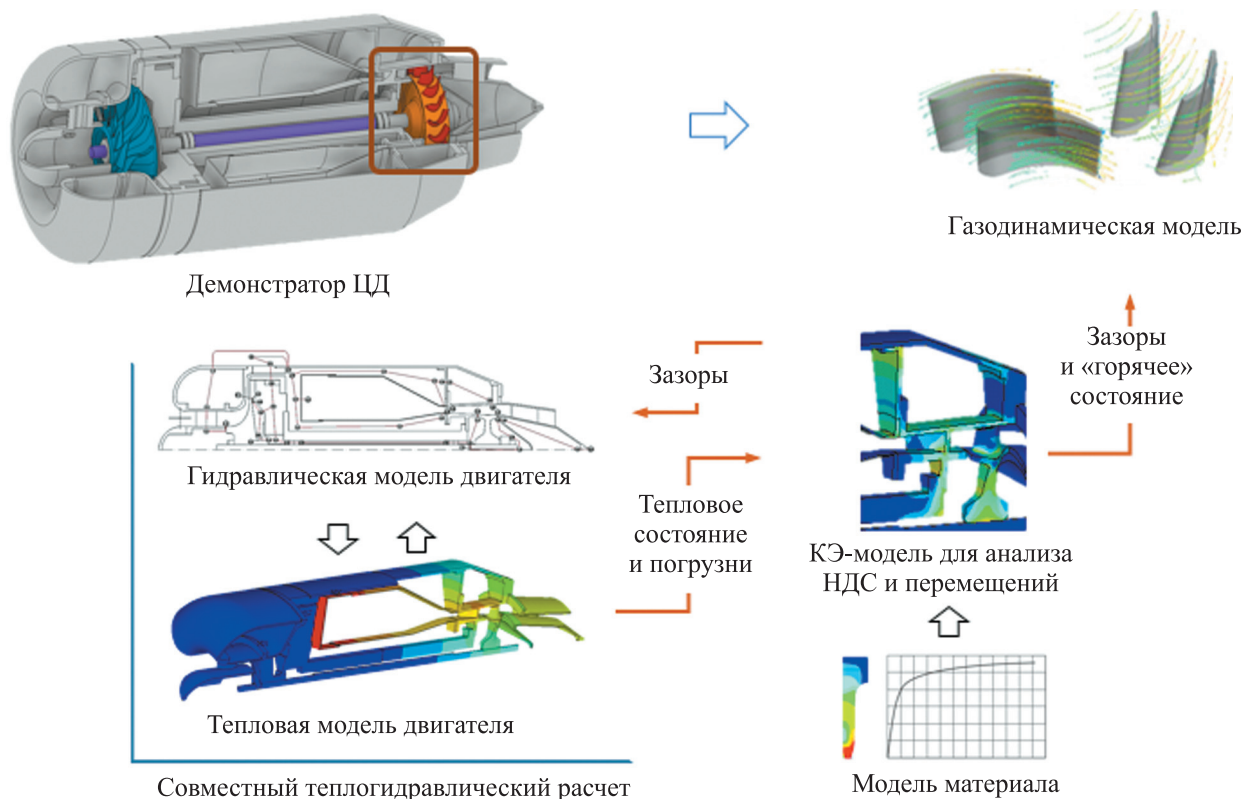 Демонстратор ЦД
Газодинамическая модель
Зазоры
Зазоры
и «горячее»
состояние
Гидравлическая модель двигателя
Тепловое
состояние
и погрузни
КЭ-модель для анализа
НДС и перемещений
Тепловая модель двигателя
Совместный теплогидравлический расчет
Модель материала